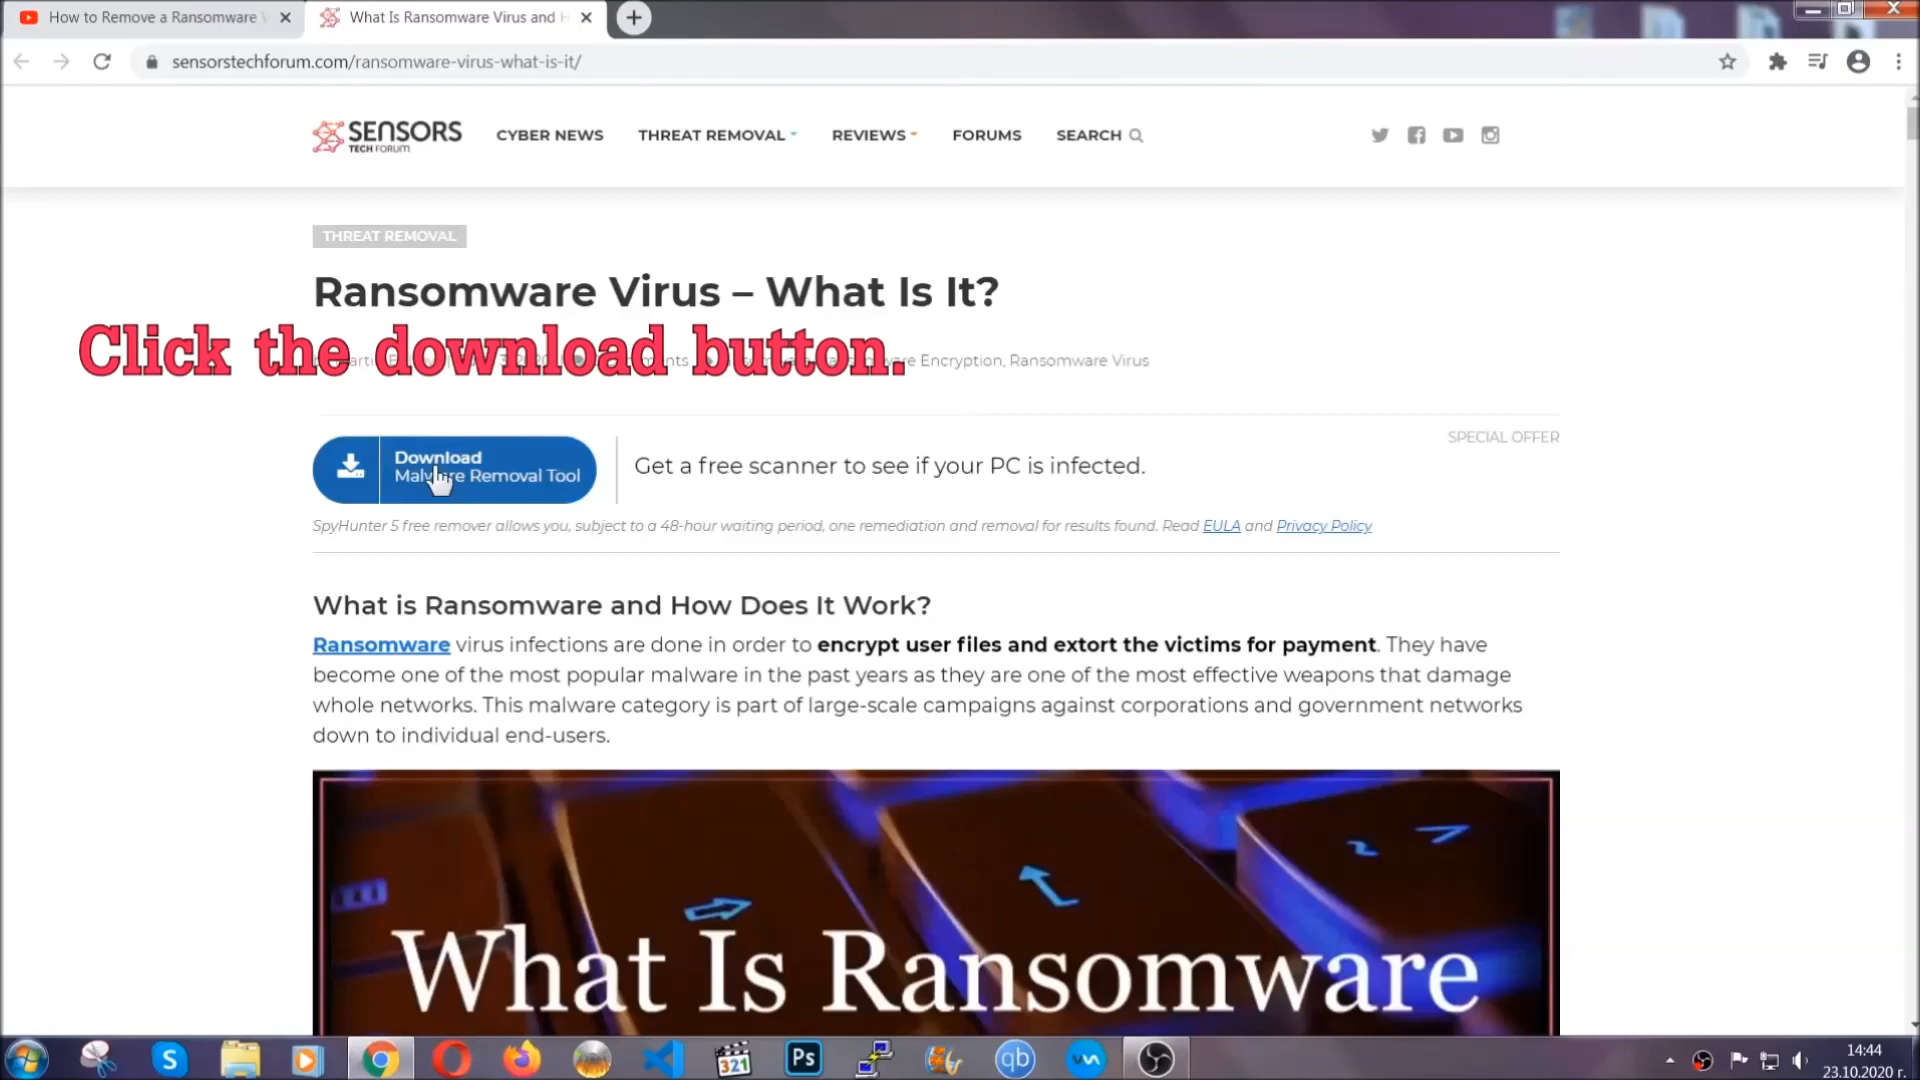 How to Remove a Ransomware
What Is Ransomware Virus and
sensorstechforum.com/ransomware-virus-what-is-it/
SENSORS
TECH FORUM
CYBER NEWS
THREAT REMOVAL
REVIEWS
FORUMS
SEARCH
THREAT REMOVAL
Ransomware Virus – What Is It?
Click the download button.
Encryption, Ransomware Virus
SPECIAL OFFER
Download
Malware Removal Tool
Get a free scanner to see if your PC is infected.
SpyHunter 5 free remover allows you, subject to a 48-hour waiting period, one remediation and removal for results found. Read EULA and Privacy Policy
What is Ransomware and How Does It Work?
Ransomware virus infections are done in order to encrypt user files and extort the victims for payment. They have
become one of the most popular malware in the past years as they are one of the most effective weapons that damage
whole networks. This malware category is part of large-scale campaigns against corporations and government networks
down to individual end-users.
What Is Ransomware
S
321
Ps
qb
14:44
23.10.2020 г.